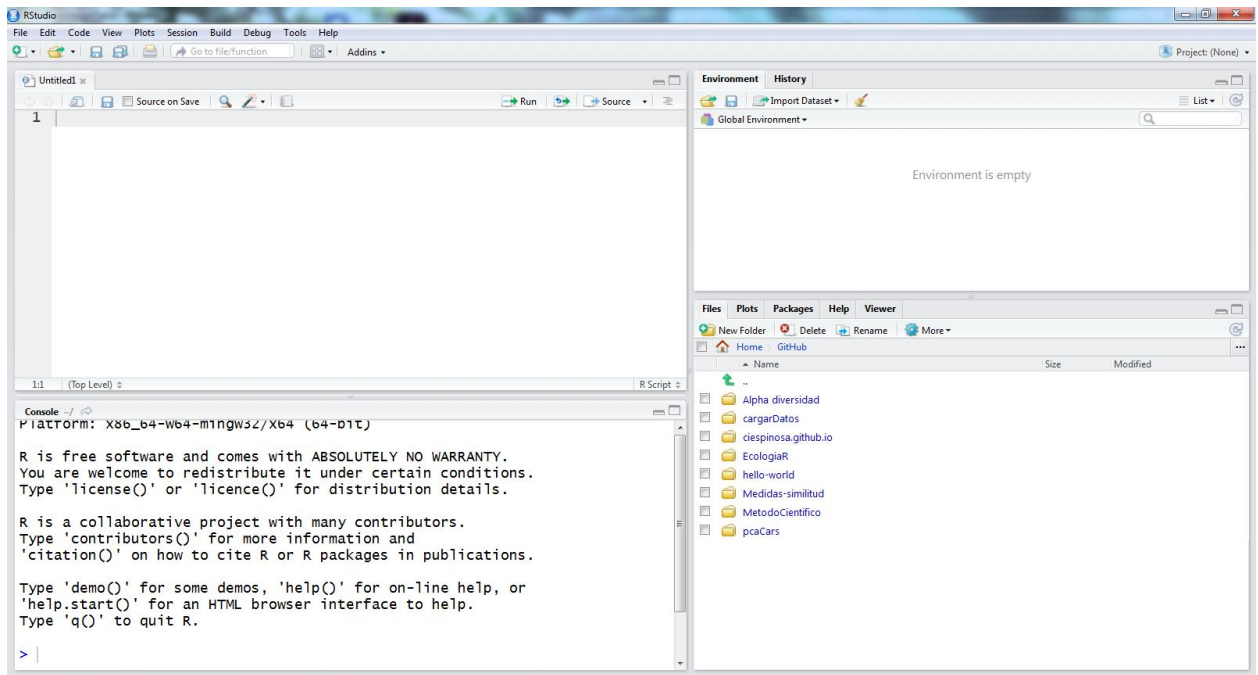 RStudio
File Edit Code View Plots Session Build Debug Tools Help
Go to file/function Addins Project: (None)
Untitled1
Source on Save Run Source
1
1:1 (Top Level) R Script
Console ~/
Platform: x86_64-w64-mingw32/x64 (64-bit)
R is free software and comes with ABSOLUTELY NO WARRANTY.
You are welcome to redistribute it under certain conditions.
Type 'license()' or 'licence()' for distribution details.
R is a collaborative project with many contributors.
Type 'contributors()' for more information and
'citation()' on how to cite R or R packages in publications.
Type 'demo()' for some demos, 'help()' for on-line help, or
'help.start()' for an HTML browser interface to help.
Type 'q()' to quit R.
>
Environment History
Import Dataset List
Global Environment
Environment is empty
Files Plots Packages Help Viewer
New Folder Delete Rename More
Home GitHub ...
Name Size Modified
..
Alpha diversidad
cargarDatos
ciespinosa.github.io
EcologiaR
hello-world
Medidas-similitud
MetodoCientifico
pcaCars